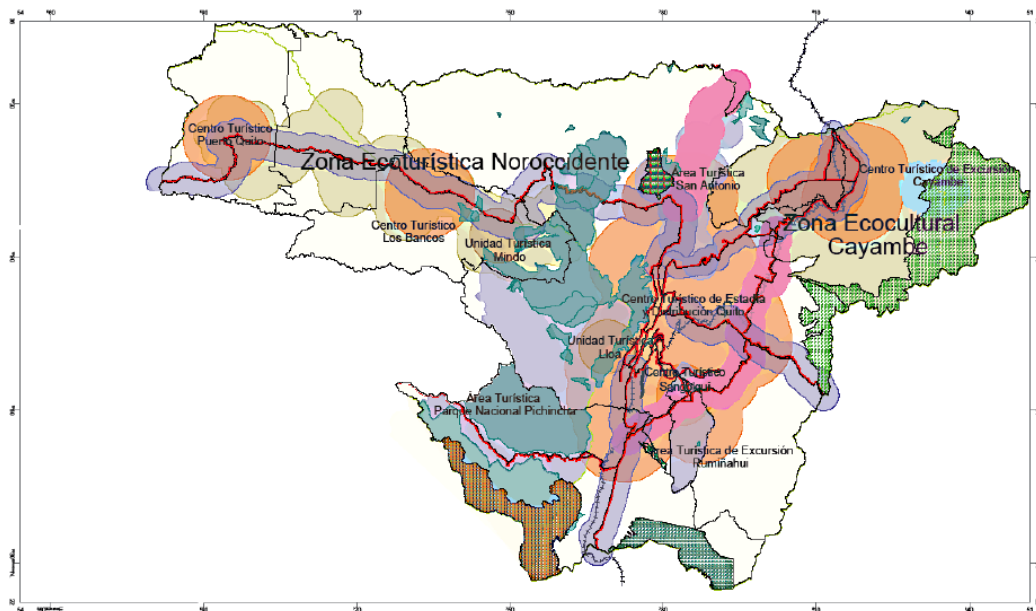 Centro Turístico
Puerto Quito
Zona Ecoturística Noroccidente
Área Turística
San Antonio
Centro Turístico de Excursión
Cayambe
Centro Turístico
Los Bancos
Zona Ecocultural
Cayambe
Unidad Turística
Mindo
Centro Turístico de Estadía
y Distribución Quito
Unidad Turística
Lloa
Centro Turístico
Sangolquí
Área Turística
Parque Nacional Pichincha
Área Turística de Excursión
Rumiñahui